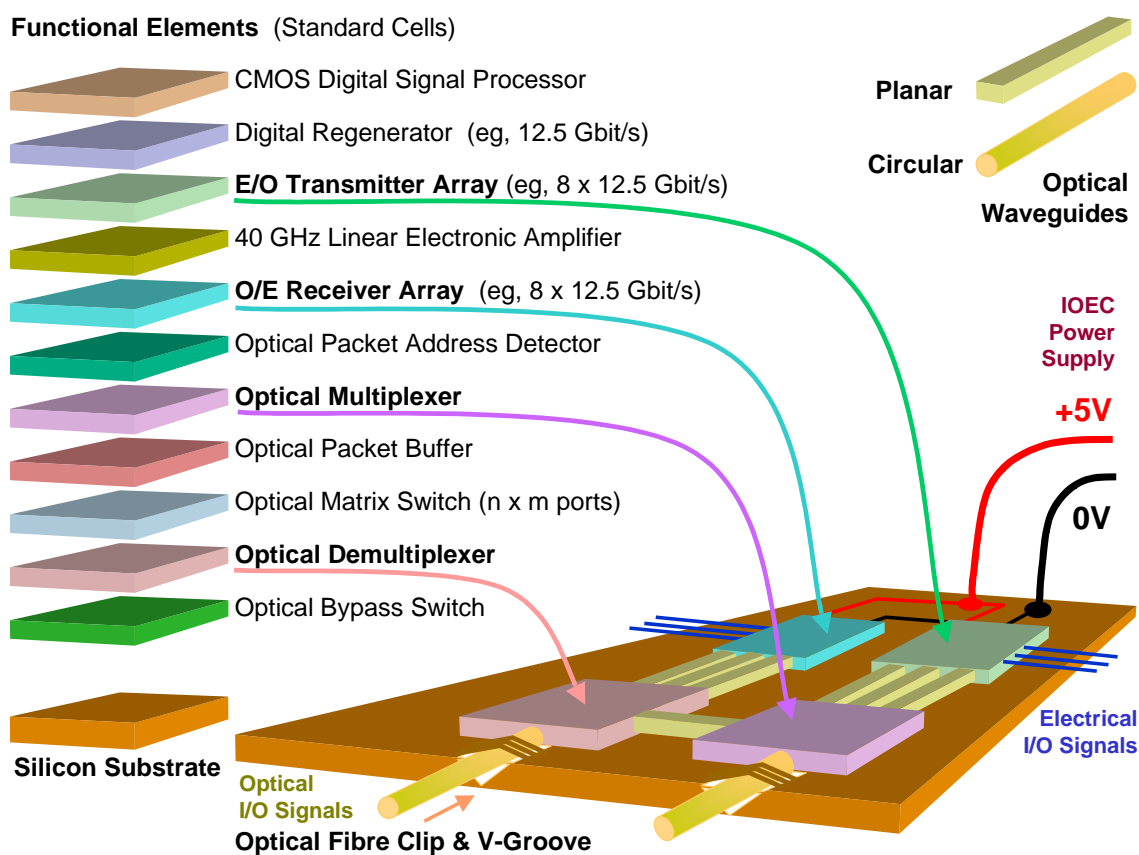 Functional Elements (Standard Cells)
CMOS Digital Signal Processor
Digital Regenerator (eg, 12.5 Gbit/s)
E/O Transmitter Array (eg, 8 x 12.5 Gbit/s)
40 GHz Linear Electronic Amplifier
O/E Receiver Array (eg, 8 x 12.5 Gbit/s)
Optical Packet Address Detector
Optical Multiplexer
Optical Packet Buffer
Optical Matrix Switch (n x m ports)
Optical Demultiplexer
Optical Bypass Switch
Silicon Substrate
Planar
Circular
Optical
Waveguides
IOEC
Power
Supply
+5V
0V
Electrical
I/O Signals
Optical
I/O Signals
Optical Fibre Clip & V-Groove